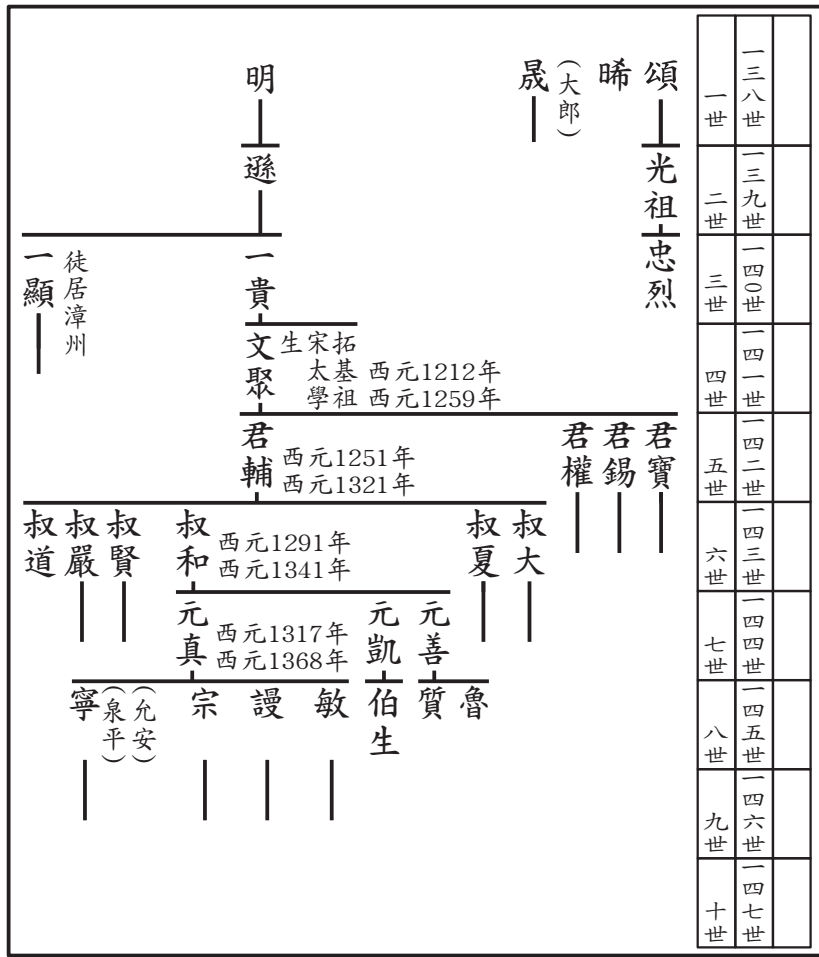 一三八世
一世
一三九世
二世
一四〇世
三世
一四一世
四世
一四二世
五世
一四三世
六世
一四四世
七世
一四五世
八世
一四六世
九世
一四七世
十世
頌
晞
(大郎)
晟
明
光祖
遜
忠烈
一貴
徒居漳州
一顯
文聚
拓基祖
宋太學
生
西元1212年
西元1259年
君寶
君錫
君權
君輔
西元1251年
西元1321年
叔大
叔夏
叔和
西元1291年
西元1341年
叔賢
叔嚴
叔道
元善
元凱
元真
西元1317年
西元1368年
魯
質
伯生
敏
謾
宗
(允安)
(泉平)
寧